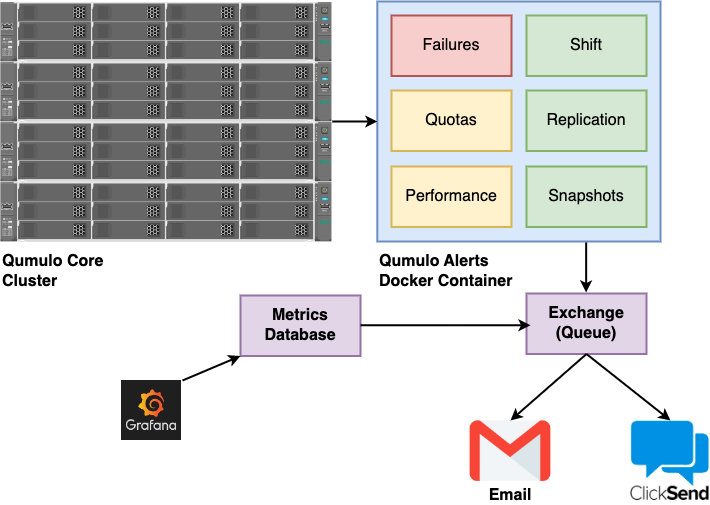 Failures
Shift
Quotas
Replication
Performance
Snapshots
Qumulo Core
Cluster
Qumulo Alerts
Docker Container
Metrics
Database
Exchange
(Queue)
Grafana
Email
ClickSend